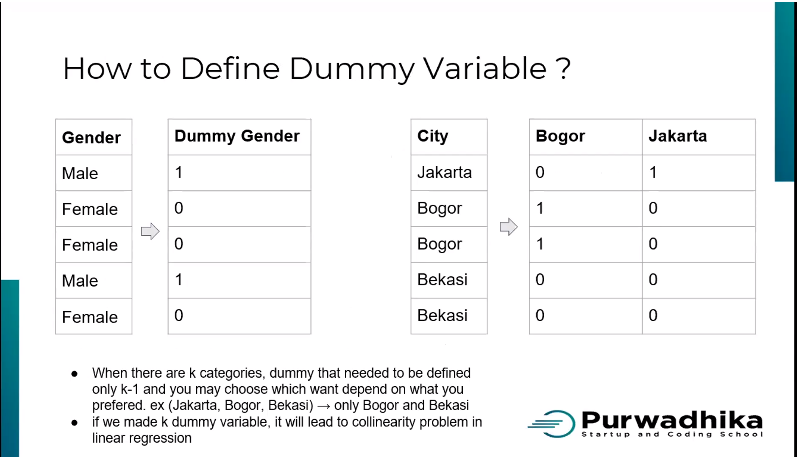 How to Define Dummy Variable ?
Gender Dummy Gender
Male 1
Female 0
Female 0
Male 1
Female 0
City Bogor Jakarta
Jakarta 0 1
Bogor 1 0
Bogor 1 0
Bekasi 0 0
Bekasi 0 0
● When there are k categories, dummy that needed to be defined
only k-1 and you may choose which want depend on what you
prefered. ex (Jakarta, Bogor, Bekasi) → only Bogor and Bekasi
● if we made k dummy variable, it will lead to collinearity problem in
linear regression
Purwadhika
Startup and Coding School